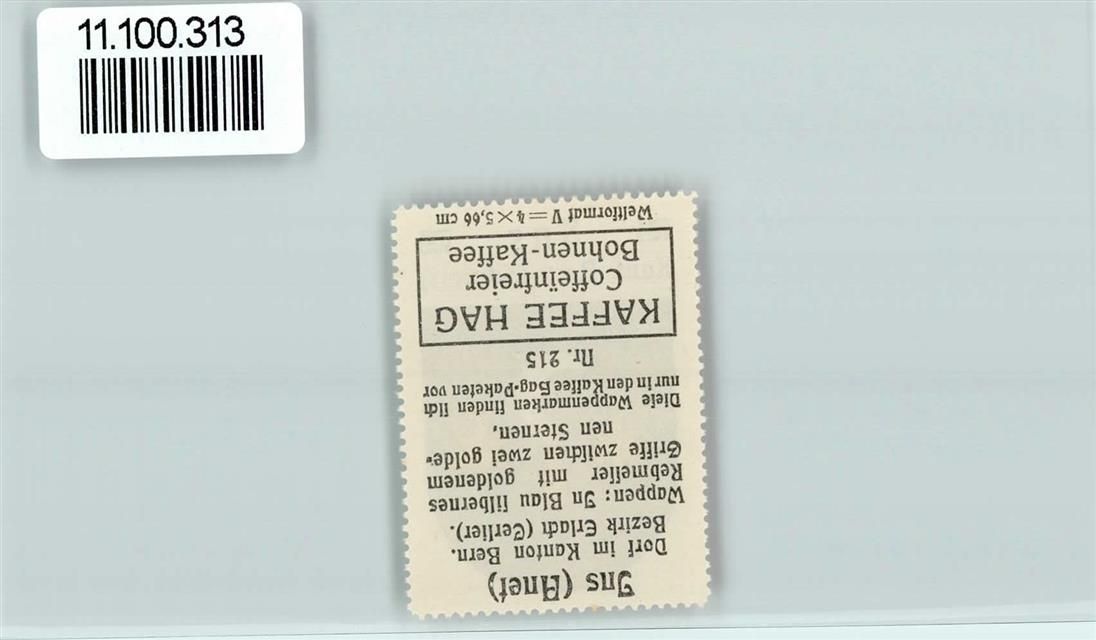 11.100.313
Ins (Anet)
Dorf im Kanton Bern.
Bezirk Erlach (Cerlier).
Wappen: In Blau silbernes
Rebmesser mit goldenem
Griffe zwischen zwei golde-
nen Sternen.
Diese Wappenmarken finden sich
nur in den Kaffee Hag-Paketen vor
Nr. 215
KAFFEE HAG
Coffeïnfreier
Bohnen-Kaffee
Weltformat V = 4 × 5,66 cm